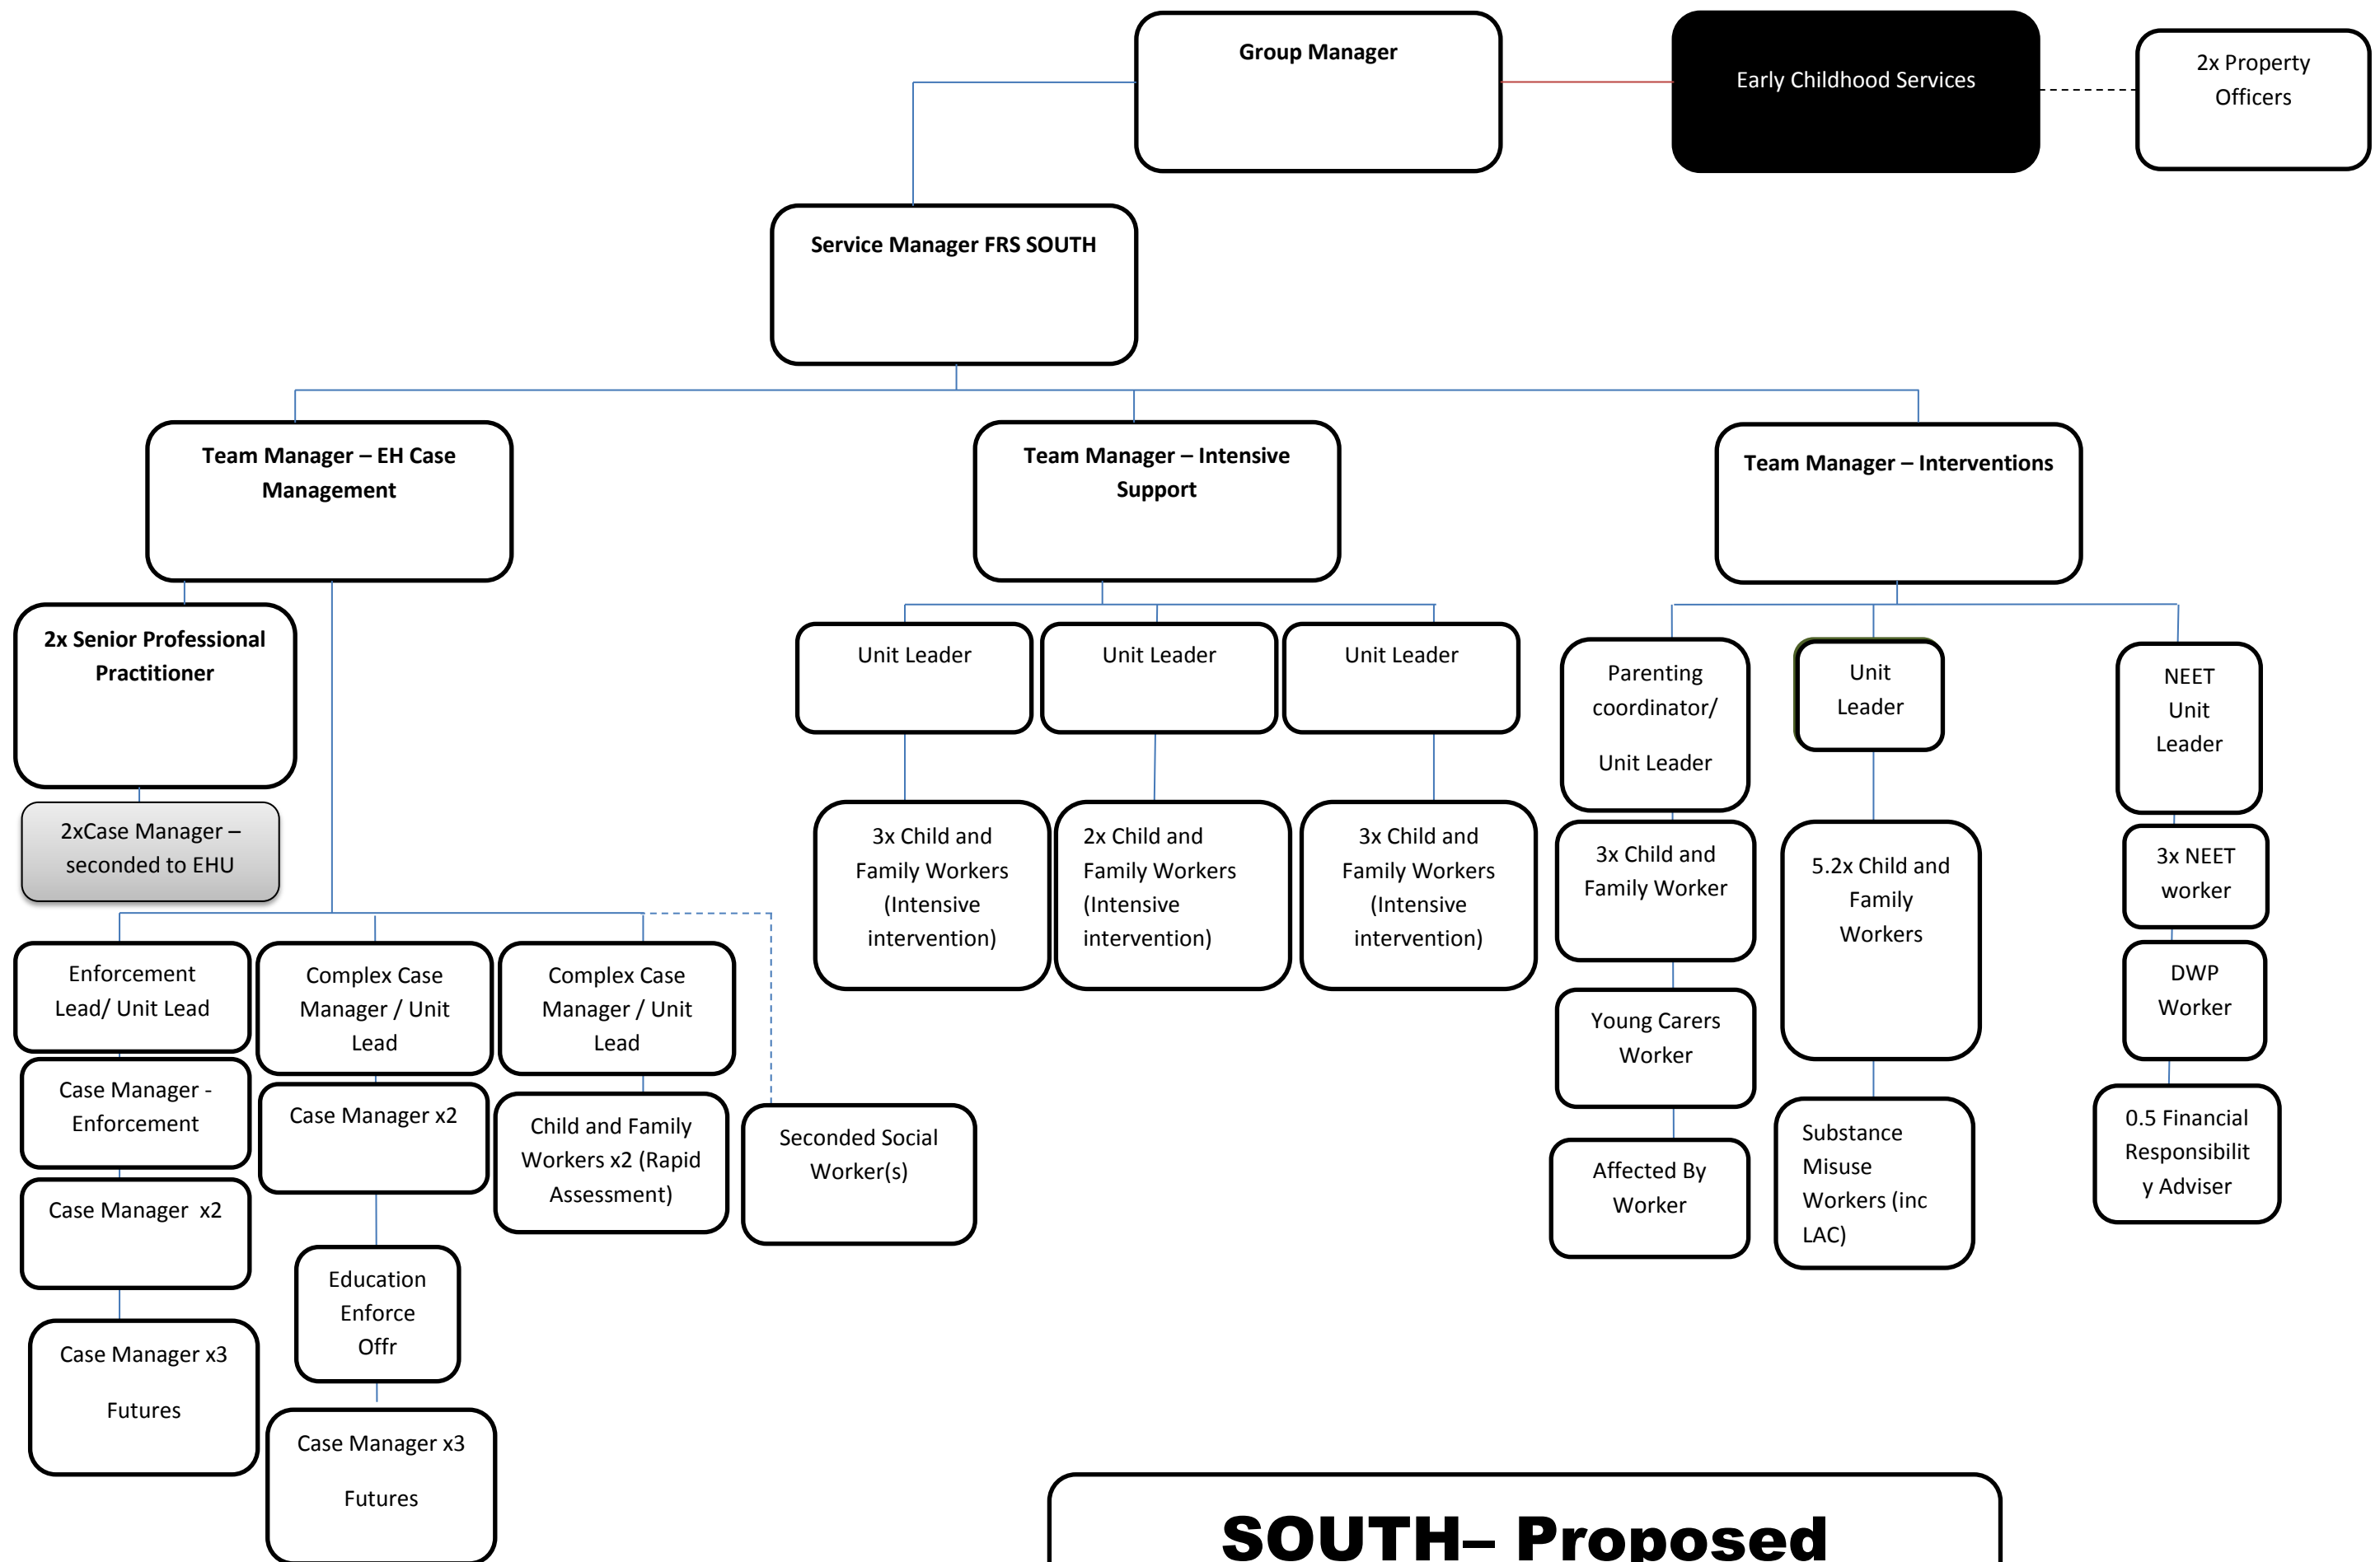 Group Manager
Early Childhood Services
2x Property
Officers
Service Manager FRS SOUTH
Team Manager – EH Case
Management
Team Manager – Intensive
Support
Team Manager – Interventions
2x Senior Professional
Practitioner
2xCase Manager –
seconded to EHU
Enforcement
Lead/ Unit Lead
Case Manager -
Enforcement
Case Manager  x2
Case Manager x3
Futures
Complex Case
Manager / Unit
Lead
Case Manager x2
Education
Enforce
Offr
Case Manager x3
Futures
Complex Case
Manager / Unit
Lead
Child and Family
Workers x2 (Rapid
Assessment)
Seconded Social
Worker(s)
Unit Leader
3x Child and
Family Workers
(Intensive
intervention)
Unit Leader
2x Child and
Family Workers
(Intensive
intervention)
Unit Leader
3x Child and
Family Workers
(Intensive
intervention)
Parenting
coordinator/
Unit Leader
3x Child and
Family Worker
Young Carers
Worker
Affected By
Worker
Unit
Leader
5.2x Child and
Family
Workers
Substance
Misuse
Workers (inc
LAC)
NEET
Unit
Leader
3x NEET
worker
DWP
Worker
0.5 Financial
Responsibilit
y Adviser
SOUTH– Proposed